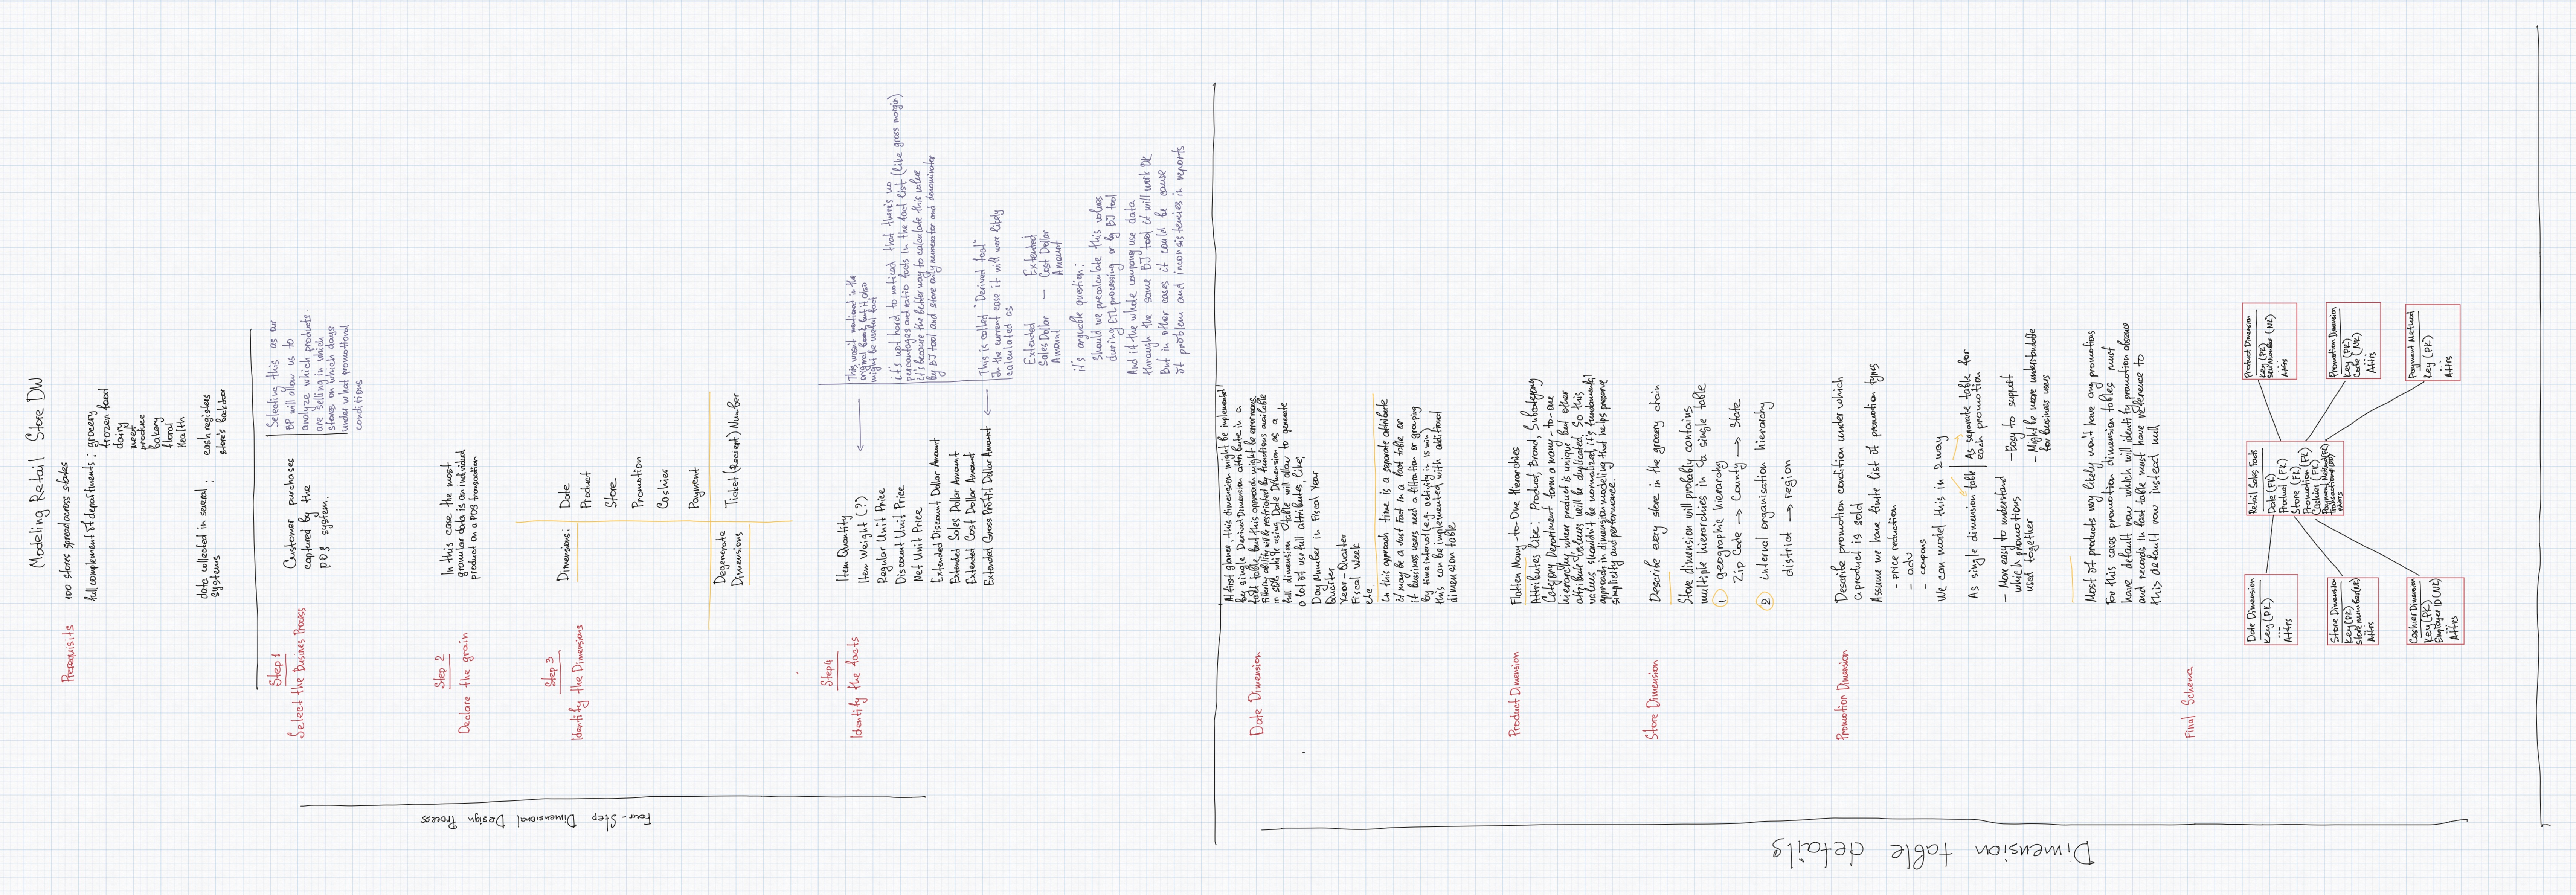 Modeling Retail Store DW
Prerequisits
100 stores spread across states
full complement of departments : grocery
frozen food
dairy
meet
produce
bakery
floral
Health
data collected in several :
systems
cash registers
store's backdoor
Four-Step Dimensional Design Process
Step 1
Select the Busines Process
Customer purchases
captured by the
POS system.
Selecting this as our
BP will allow us to
analyze which products
are selling in which
stores on which days
under what promotional
conditions
Step 2
Declare the grain
In this case the most
granular data is an individual
product on a POS transaction
Step 3
Identify the Dimensions
Dimensions:
Date
Product
Store
Promotion
Cashier
Payment
Degenerate
Dimensions
Ticket (Reciept) Number
Step4
Identify the facts
Item Quantity
Item Weight (?)
Regular Unit Price
Discount Unit Price
Net Unit Price
Extended Discount Dollar Amount
Extended Sales Dollar Amount
Extended Cost Dollar Amount
Extended Gross Profit Dollar Amount
This wasn't mentioned in the
original book, but it also
might be useful fact
it's not hard to noticed that there's no
percantages and ratio facts in the fact list (like gross margin)
it's because the better way to calculate this value
by BI tool and store only numerator and denominator
This is called "Derived fact"
In the current case it will were likely
calculated as
Extended
Sales Dollar
Amount
—
Extended
Cost Dollar
Amount
it's arguable question:
Should we precalculate this values
during ETL processing or by BI tool
And if the whole company use data
through the same BI tool it will work OK
But in other cases it could be cause
of problem and inconsistencies in reports
Dimension table details
Date Dimension
At first glance, this dimension might be implemented
by single Derived Dimension attribute in a
fact table, but this approach might be
Filtering ability will be restricted by functions available
in SQL while using Date Dimension, as a
full dimension table will allow to generate
a lot of usefull attributes, like:
Day Number in Fiscal Year
Quarter
Year-Quarter
Fiscal Week
etc.
In this approach time is a separate attribute
it may be a Just Fact in a fact table or
if bussiness users need a filtration or grouping
by time interval (e.g. activity in 15 min)
this can be implemented with additional
dimension table
Product Dimension
Flatten Many-to-One Hierarchies
Attributes like: Product, Brand, Subcategory
Category Department form a many-to-one
hierarchy, where product is unique but other
attribute values will be duplicated. So this
values shouldn't be normalized, it's fundamental
approach in dimension modeling that helps preserve
simplicity and performance.
Store Dimension
Describe every store in the grocery chain
Store dimension will probably cantains
multiple hierarchies in a single table
1 geographic hierarchy
Zip Code → County → State
2 internal organisation hierarchy
district → region
Promotion Dimension
Describe promotion condition under which
a product is sold
Assume we have finite list of promotion types
- price reduction
- adv
- coupons
We can model this in 2 way
As single dimension table
As separate table for
each promotion
- More easy to understand
which promotions
used together
- Easy to support
- Might be more understandable
for business users
Most of products very likely won't have any promotions
For this cases promotion dimension tables must
have default row which will identify promotion absence
and records in fact table must have reference to
this default row instead null
Final Schema
Date Dimension
Key (PK)
...
Attrs
Retail Sales Facts
Date (FK)
Product (FK)
Store (FK)
Promotion (FK)
Cashier (FK)
Payment Method (FK)
Transaction# (DD)
Facts
Product Dimension
Key (PK)
SKU Number (NK)
...
Attrs
Store Dimension
Key (PK)
Store number (NK)
...
Attrs
Promotion Dimension
Key (PK)
Code (NK)
...
Attrs
Cashier Dimension
Key (PK)
Employee ID (NK)
...
Attrs
Payment Method
Key (PK)
...
Attrs